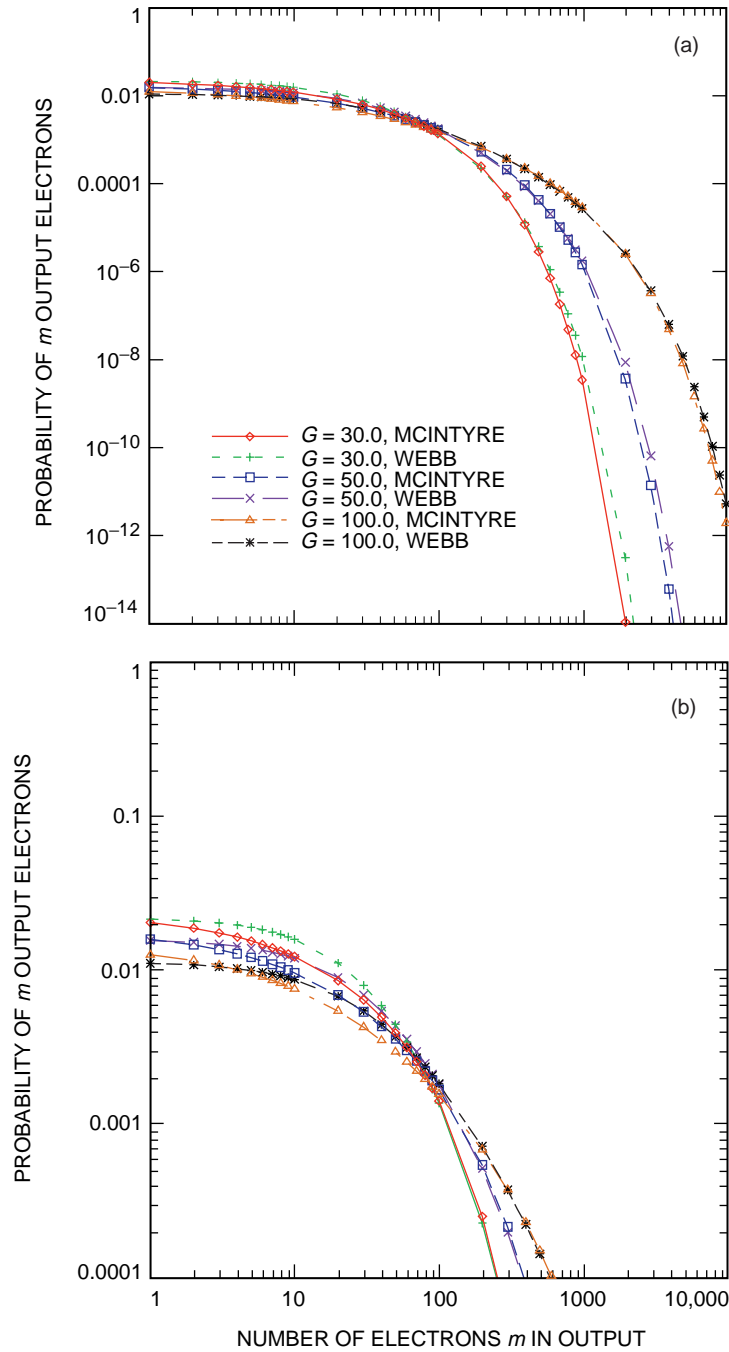 1
(a)
0.01
0.0001
10−6
10−8
10−10
10−12
10−14
PROBABILITY OF m OUTPUT ELECTRONS
G = 30.0, MCINTYRE
G = 30.0, WEBB
G = 50.0, MCINTYRE
G = 50.0, WEBB
G = 100.0, MCINTYRE
G = 100.0, WEBB
1
(b)
0.1
0.01
0.001
0.0001
PROBABILITY OF m OUTPUT ELECTRONS
1 10 100 1000 10,000
NUMBER OF ELECTRONS m IN OUTPUT